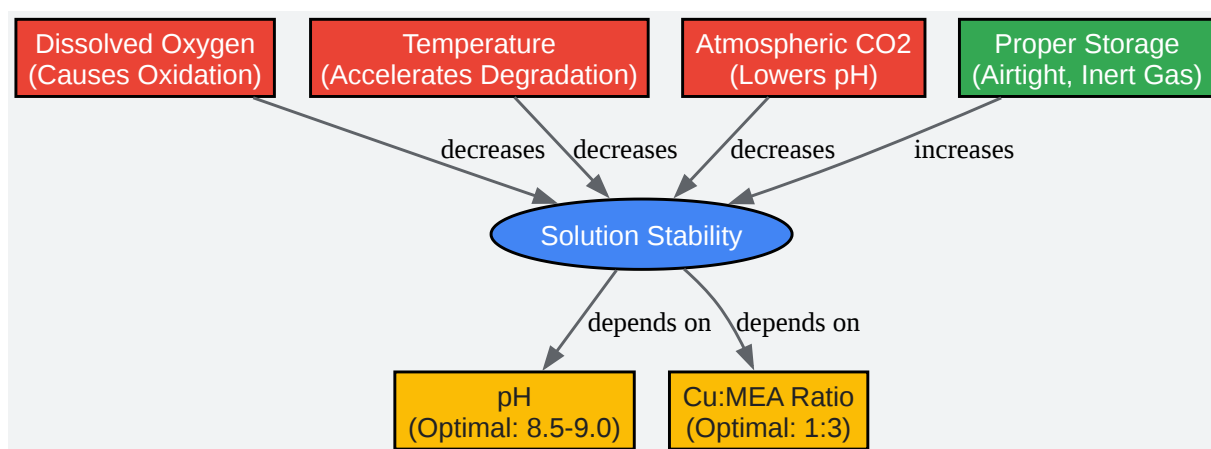 Dissolved Oxygen
(Causes Oxidation)
Temperature
(Accelerates Degradation)
Atmospheric CO2
(Lowers pH)
Proper Storage
(Airtight, Inert Gas)
decreases
decreases
decreases
increases
Solution Stability
depends on
depends on
pH
(Optimal: 8.5-9.0)
Cu:MEA Ratio
(Optimal: 1:3)